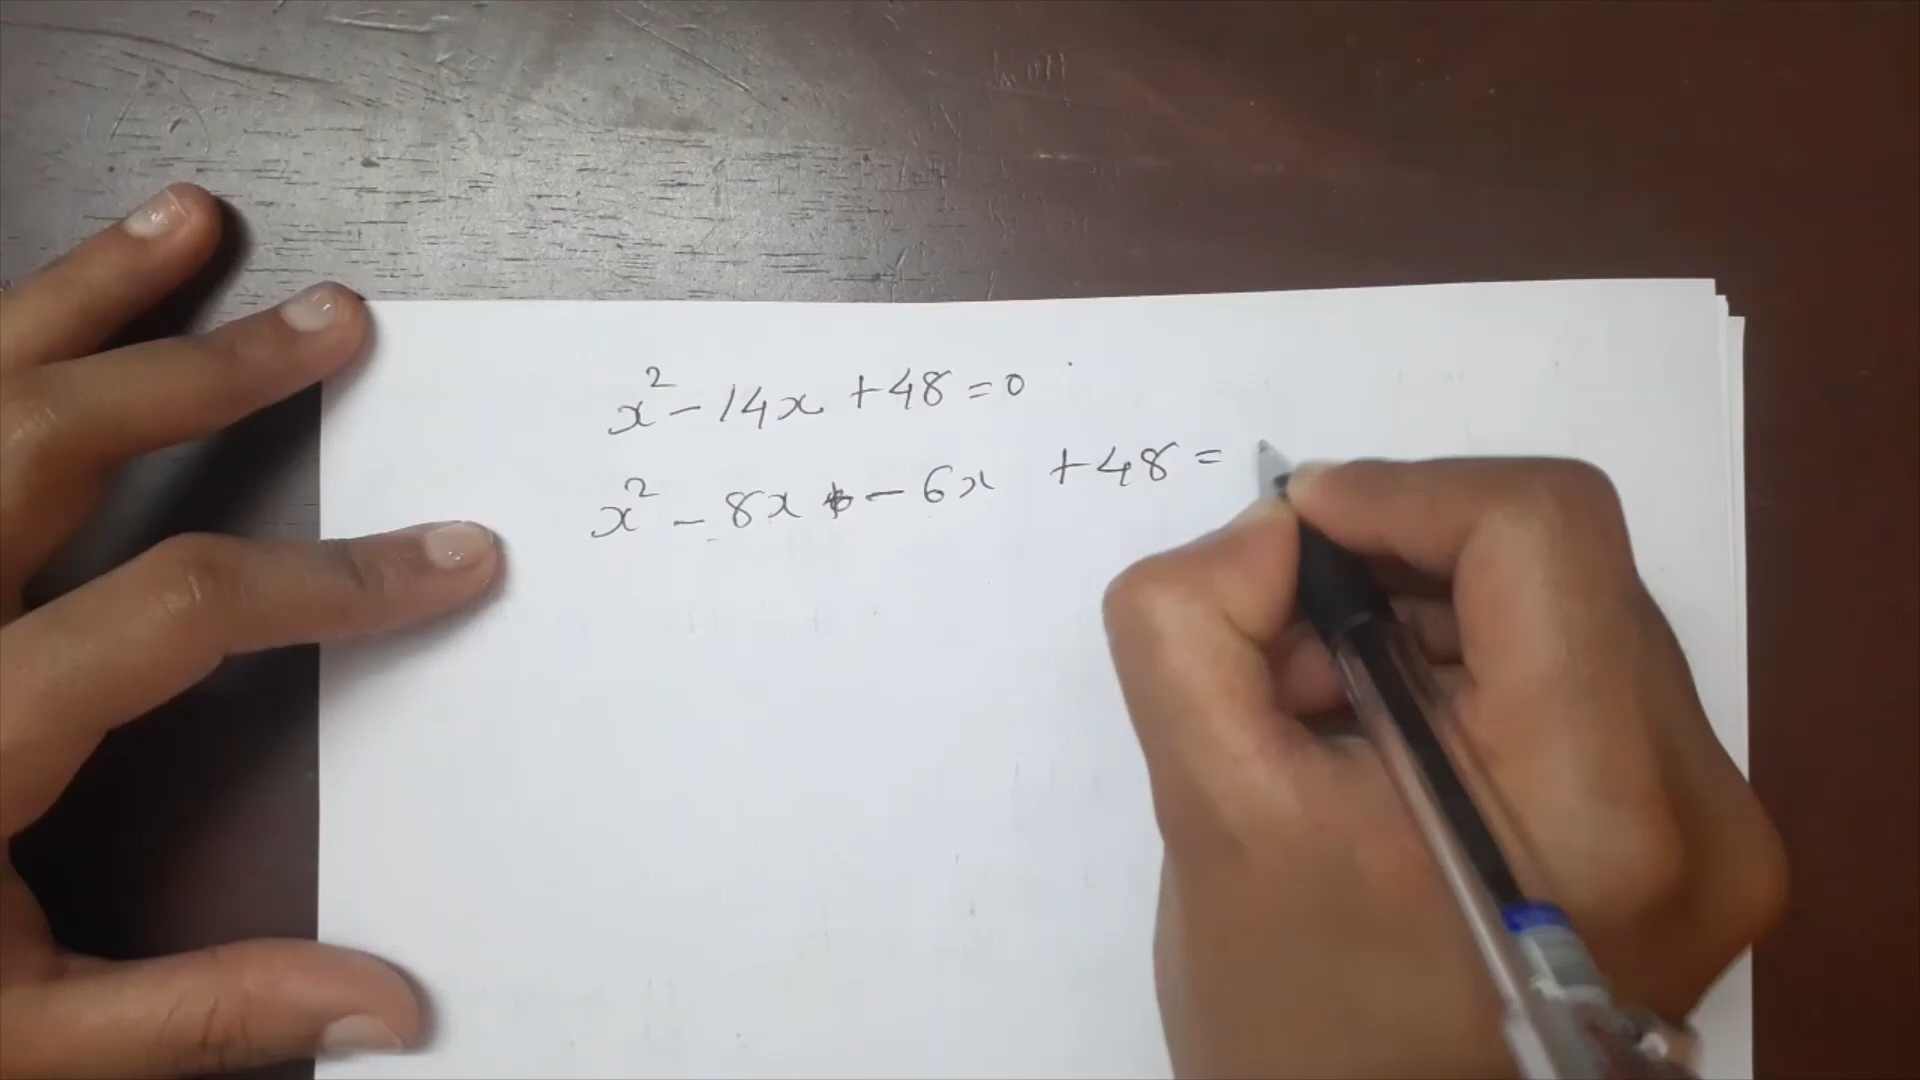 x² - 14x + 48 = 0
x² - 8x - 6x + 48 =